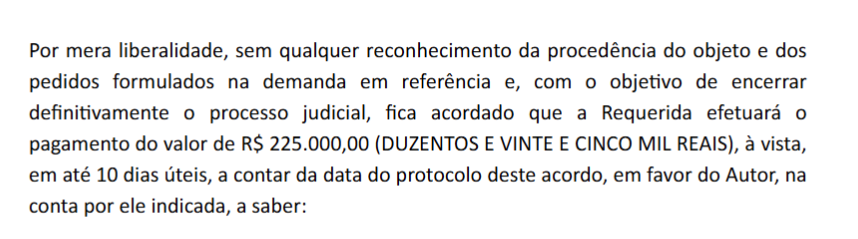 Por mera liberalidade, sem qualquer reconhecimento da procedência do objeto e dos
pedidos formulados na demanda em referência e, com o objetivo de encerrar
definitivamente o processo judicial, fica acordado que a Requerida efetuará o
pagamento do valor de R$ 225.000,00 (DUZENTOS E VINTE E CINCO MIL REAIS), à vista,
em até 10 dias úteis, a contar da data do protocolo deste acordo, em favor do Autor, na
conta por ele indicada, a saber: